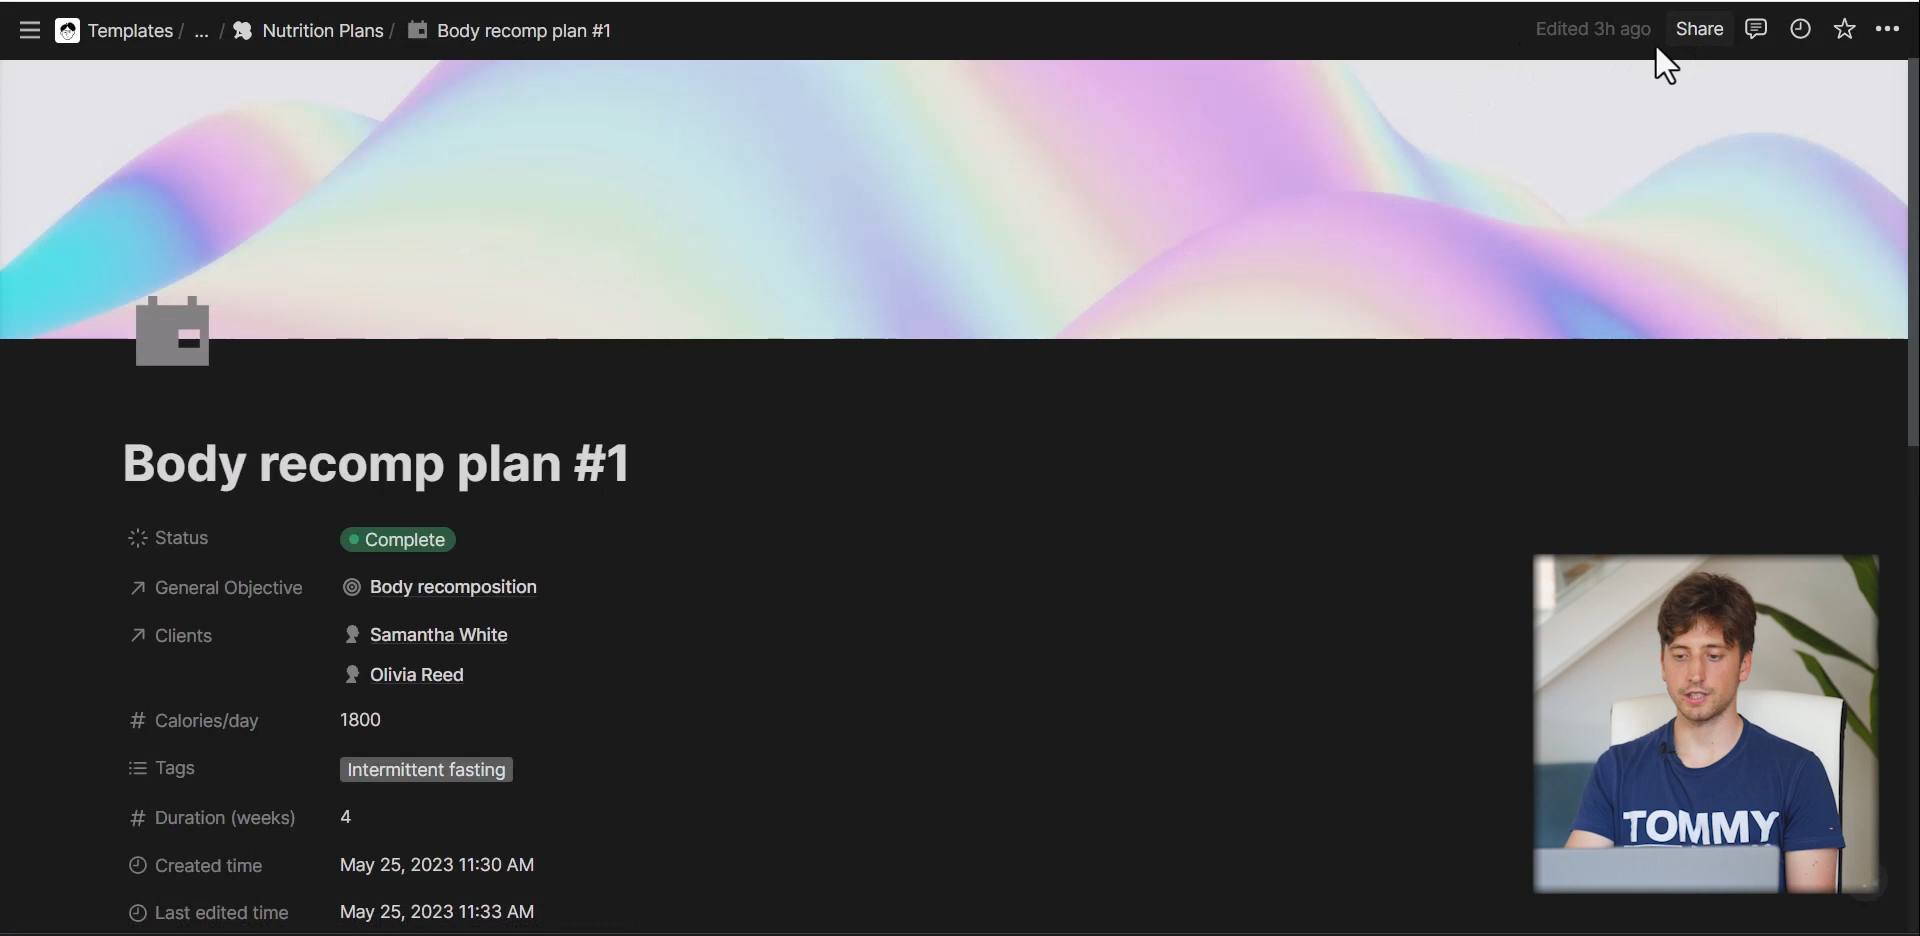 Templates / ... / Nutrition Plans / Body recomp plan #1
Edited 3h ago Share
Body recomp plan #1
Status Complete
General Objective Body recomposition
Clients Samantha White
Olivia Reed
# Calories/day 1800
Tags Intermittent fasting
# Duration (weeks) 4
Created time May 25, 2023 11:30 AM
Last edited time May 25, 2023 11:33 AM
TOMMY